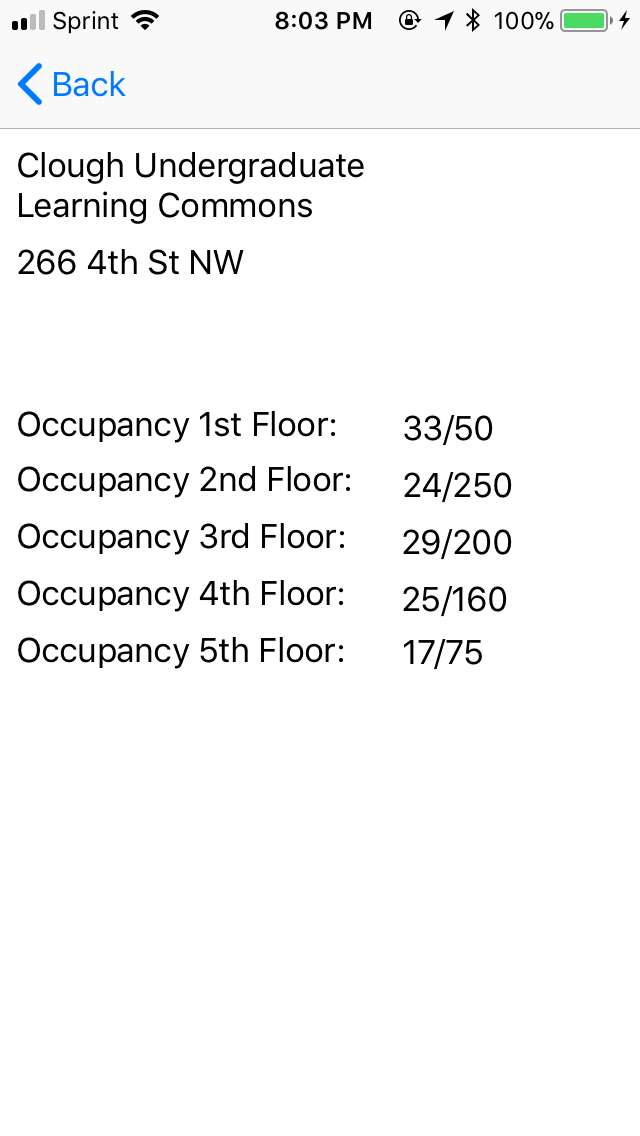 Sprint 8:03 PM 100%
Back
Clough Undergraduate
Learning Commons
266 4th St NW
Occupancy 1st Floor: 33/50
Occupancy 2nd Floor: 24/250
Occupancy 3rd Floor: 29/200
Occupancy 4th Floor: 25/160
Occupancy 5th Floor: 17/75